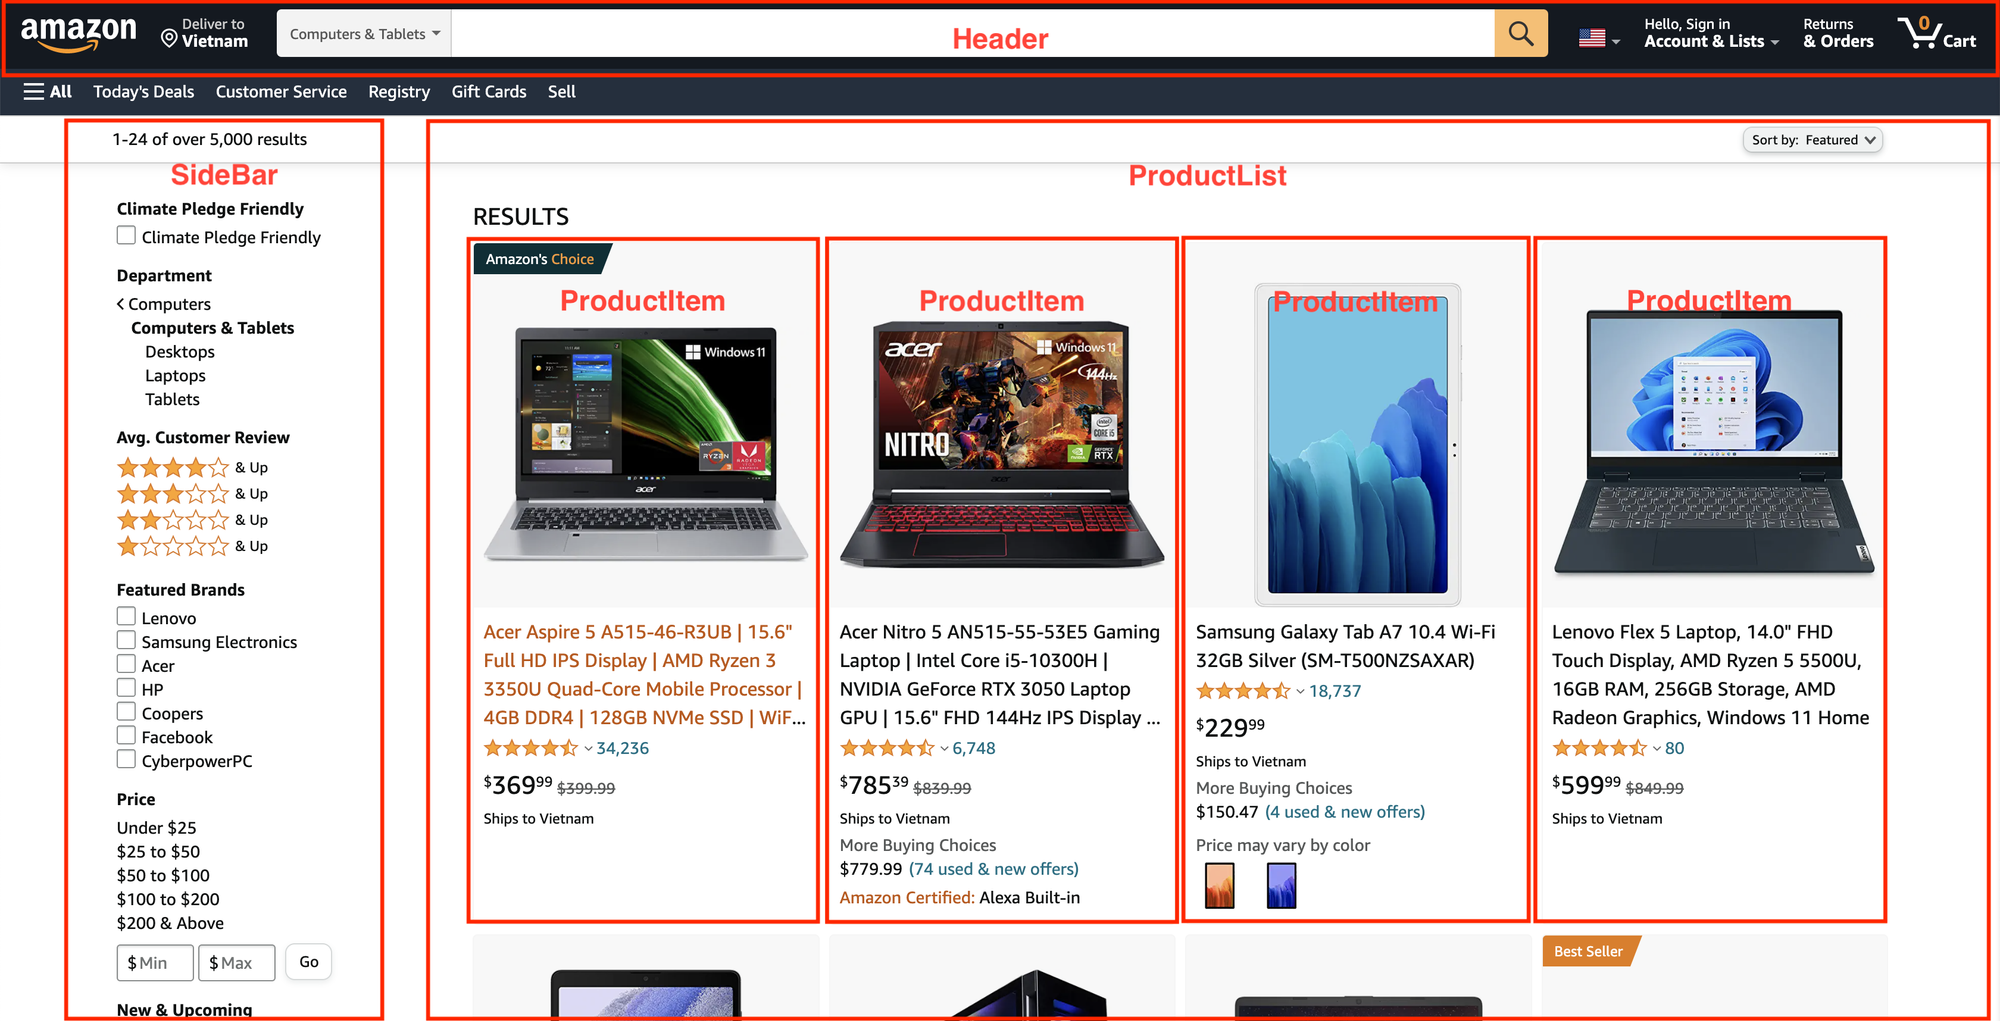 amazon
Deliver to
Vietnam
Computers & Tablets
Header
Hello, Sign in
Account & Lists
Returns
& Orders
0
Cart
All
Today's Deals
Customer Service
Registry
Gift Cards
Sell
1-24 of over 5,000 results
Sort by: Featured
SideBar
ProductList
Climate Pledge Friendly
Climate Pledge Friendly
Department
Computers
Computers & Tablets
Desktops
Laptops
Tablets
Avg. Customer Review
& Up
& Up
& Up
& Up
Featured Brands
Lenovo
Samsung Electronics
Acer
HP
Coopers
Facebook
CyberpowerPC
Price
Under $25
$25 to $50
$50 to $100
$100 to $200
$200 & Above
$ Min
$ Max
Go
New & Upcoming
RESULTS
Amazon's Choice
ProductItem
Windows 11
RYZEN
RADEON
acer
Acer Aspire 5 A515-46-R3UB | 15.6"
Full HD IPS Display | AMD Ryzen 3
3350U Quad-Core Mobile Processor |
4GB DDR4 | 128GB NVMe SSD | WiF...
34,236
$369 99 $399.99
Ships to Vietnam
ProductItem
acer
Windows 11
144Hz
NITRO
intel
CORE i5
GEFORCE
RTX
acer
Acer Nitro 5 AN515-55-53E5 Gaming
Laptop | Intel Core i5-10300H |
NVIDIA GeForce RTX 3050 Laptop
GPU | 15.6" FHD 144Hz IPS Display ...
6,748
$785 39 $839.99
Ships to Vietnam
More Buying Choices
$779.99 (74 used & new offers)
Amazon Certified: Alexa Built-in
ProductItem
Samsung Galaxy Tab A7 10.4 Wi-Fi
32GB Silver (SM-T500NZSAXAR)
18,737
$229 99
Ships to Vietnam
More Buying Choices
$150.47 (4 used & new offers)
Price may vary by color
ProductItem
Lenovo Flex 5 Laptop, 14.0" FHD
Touch Display, AMD Ryzen 5 5500U,
16GB RAM, 256GB Storage, AMD
Radeon Graphics, Windows 11 Home
80
$599 99 $849.99
Ships to Vietnam
Best Seller